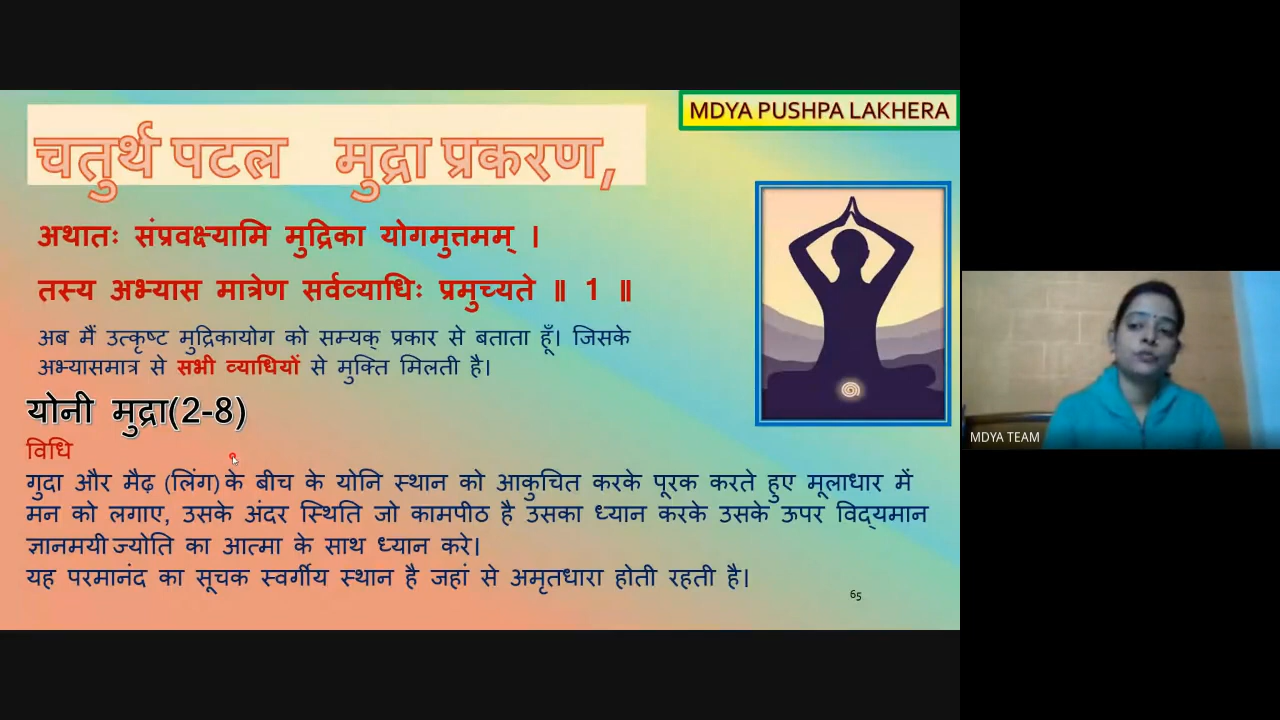 MDYA PUSHPA LAKHERA
चतुर्थ पटल मुद्रा प्रकरण,
अथातः संप्रवक्ष्यामि मुद्रिका योगमुत्तमम् ।
तस्य अभ्यास मात्रेण सर्वव्याधिः प्रमुच्यते ॥ 1 ॥
अब मैं उत्कृष्ट मुद्रिकायोग को सम्यक् प्रकार से बताता हूँ। जिसके
अभ्यासमात्र से सभी व्याधियों से मुक्ति मिलती है।
योनी मुद्रा(2-8)
विधि
गुदा और मैढ़ (लिंग) के बीच के योनि स्थान को आकुचित करके पूरक करते हुए मूलाधार में
मन को लगाए, उसके अंदर स्थिति जो कामपीठ है उसका ध्यान करके उसके ऊपर विद्यमान
ज्ञानमयी ज्योति का आत्मा के साथ ध्यान करे।
यह परमानंद का सूचक स्वर्गीय स्थान है जहां से अमृतधारा होती रहती है।
65
MDYA TEAM